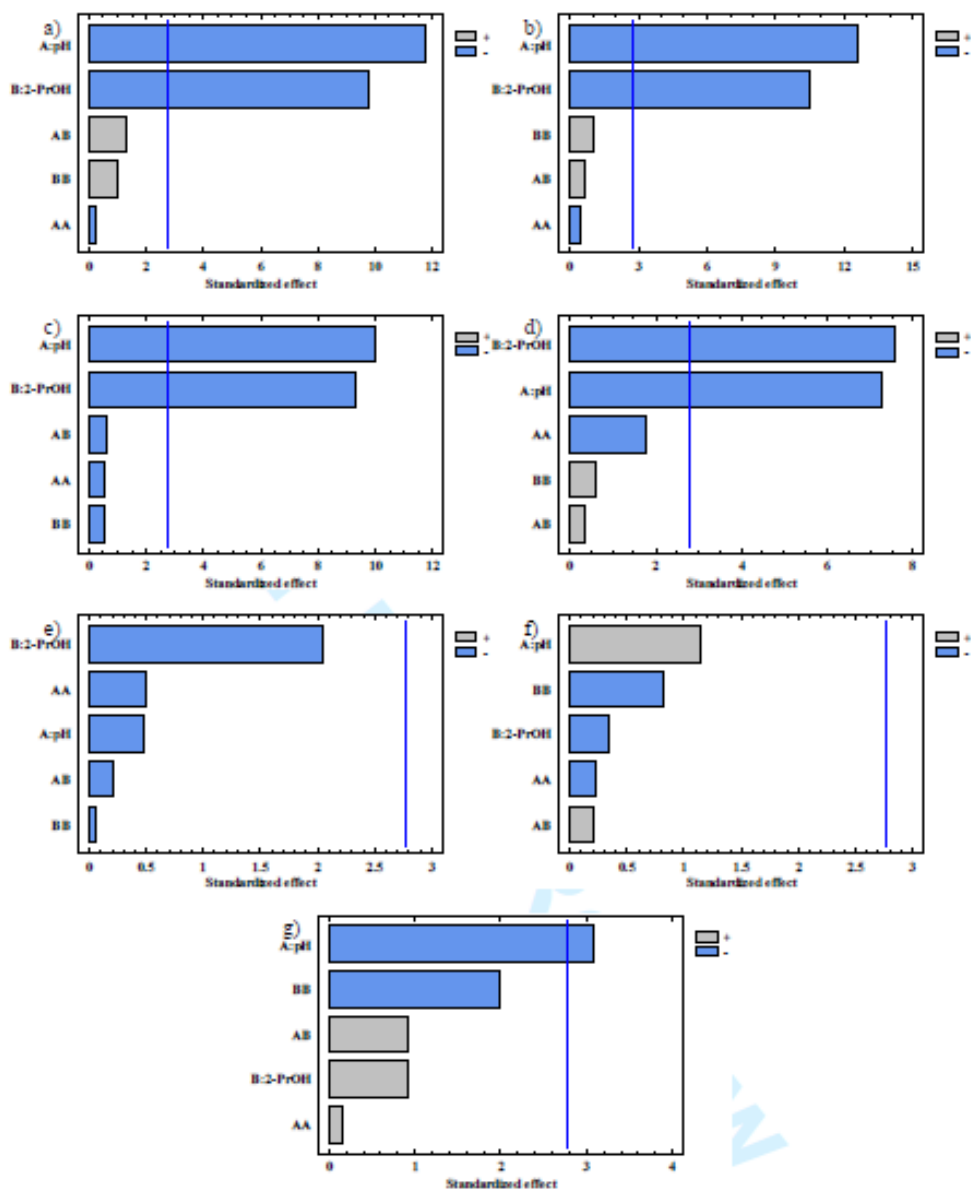 a)
A:pH
B:2-PrOH
AB
BB
AA
0 2 4 6 8 10 12
Standardized effect
+
-
b)
A:pH
B:2-PrOH
BB
AB
AA
0 3 6 9 12 15
Standardized effect
+
-
c)
A:pH
B:2-PrOH
AB
AA
BB
0 2 4 6 8 10 12
Standardized effect
+
-
d)
B:2-PrOH
A:pH
AA
BB
AB
0 2 4 6 8
Standardized effect
+
-
e)
B:2-PrOH
AA
A:pH
AB
BB
0 0.5 1 1.5 2 2.5 3
Standardized effect
+
-
f)
A:pH
BB
B:2-PrOH
AA
AB
0 0.5 1 1.5 2 2.5 3
Standardized effect
+
-
g)
A:pH
BB
AB
B:2-PrOH
AA
0 1 2 3 4
Standardized effect
+
-